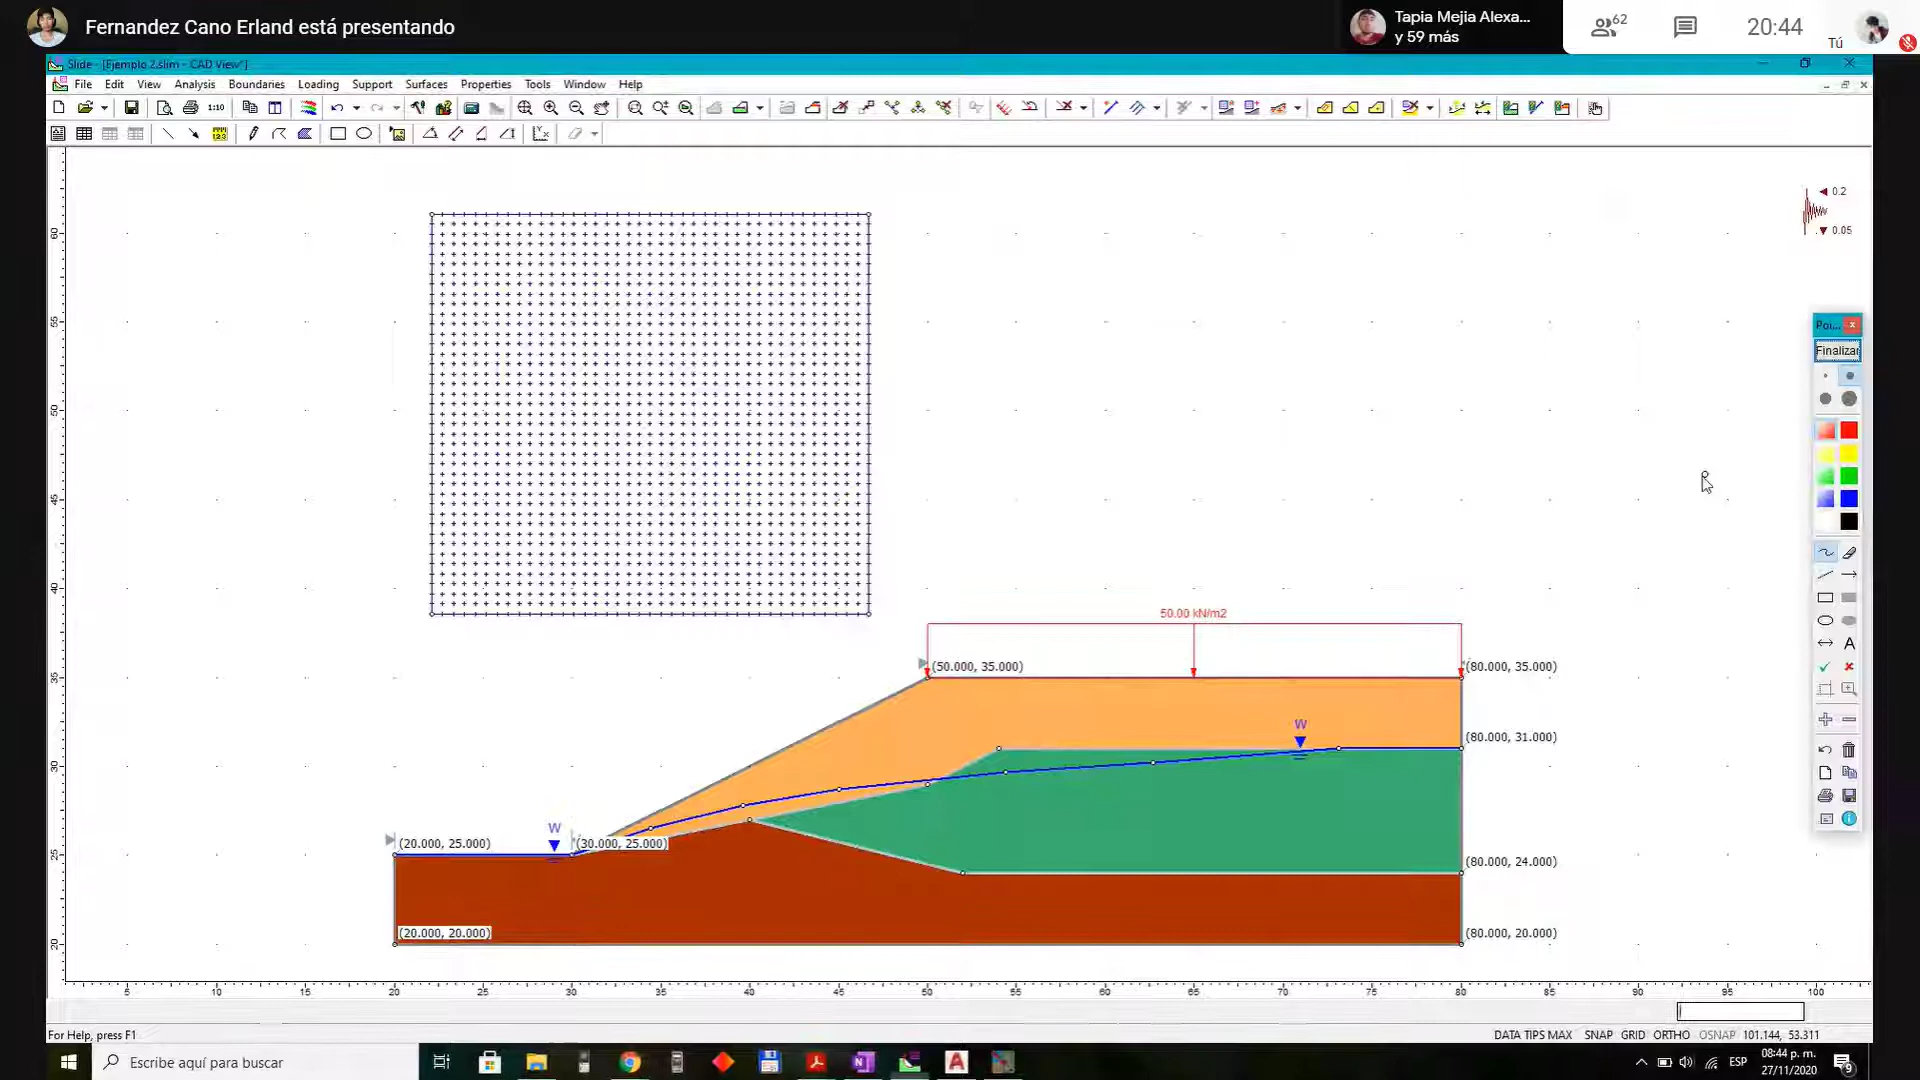 Fernandez Cano Erland está presentando
Tapia Mejia Alexa...
y 59 más
62
20:44
Tú
Slide - [Ejemplo 2.slim - CAD View*]
File Edit View Analysis Boundaries Loading Support Surfaces Properties Tools Window Help
1:10
0.2
0.05
60
55
50
45
40
35
30
25
20
Poi...
Finalizar
A
50.00 kN/m2
(50.000, 35.000)
(80.000, 35.000)
W
(80.000, 31.000)
W
(20.000, 25.000)
(30.000, 25.000)
(80.000, 24.000)
(20.000, 20.000)
(80.000, 20.000)
5 10 15 20 25 30 35 40 45 50 55 60 65 70 75 80 85 90 95 100
For Help, press F1
DATA TIPS MAX SNAP GRID ORTHO OSNAP 101.144, 53.311
Escribe aquí para buscar
ESP
08:44 p. m.
27/11/2020
9